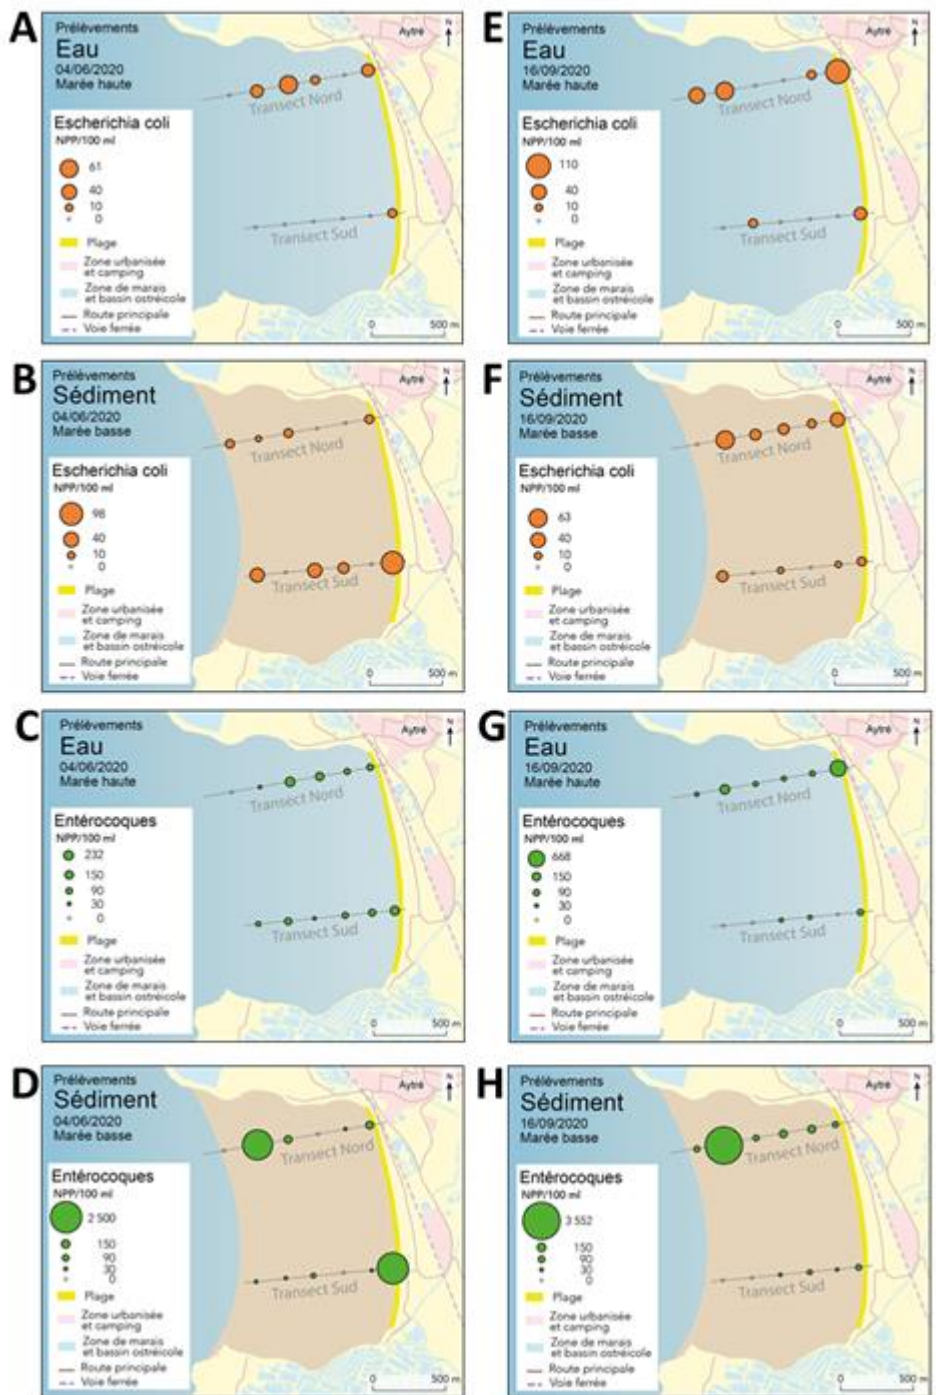 A
Prélèvements
Eau
04/06/2020
Marée haute
Aytré
N
Transect Nord
Escherichia coli
NPP/100 ml
61
40
10
0
Plage
Zone urbanisée
et camping
Zone de marais
et bassin ostréicole
Route principale
Voie ferrée
Transect Sud
0 500 m
E
Prélèvements
Eau
16/09/2020
Marée haute
Aytré
N
Transect Nord
Escherichia coli
NPP/100 ml
110
40
10
0
Plage
Zone urbanisée
et camping
Zone de marais
et bassin ostréicole
Route principale
Voie ferrée
Transect Sud
0 500 m
B
Prélèvements
Sédiment
04/06/2020
Marée basse
Aytré
N
Transect Nord
Escherichia coli
NPP/100 ml
98
40
10
0
Plage
Zone urbanisée
et camping
Zone de marais
et bassin ostréicole
Route principale
Voie ferrée
Transect Sud
0 500 m
F
Prélèvements
Sédiment
16/09/2020
Marée basse
Aytré
N
Transect Nord
Escherichia coli
NPP/100 ml
63
40
10
0
Plage
Zone urbanisée
et camping
Zone de marais
et bassin ostréicole
Route principale
Voie ferrée
Transect Sud
0 500 m
C
Prélèvements
Eau
04/06/2020
Marée haute
Aytré
N
Transect Nord
Entérocoques
NPP/100 ml
232
150
90
30
0
Plage
Zone urbanisée
et camping
Zone de marais
et bassin ostréicole
Route principale
Voie ferrée
Transect Sud
0 500 m
G
Prélèvements
Eau
16/09/2020
Marée haute
Aytré
N
Transect Nord
Entérocoques
NPP/100 ml
668
150
90
30
0
Plage
Zone urbanisée
et camping
Zone de marais
et bassin ostréicole
Route principale
Voie ferrée
Transect Sud
0 500 m
D
Prélèvements
Sédiment
04/06/2020
Marée basse
Aytré
N
Transect Nord
Entérocoques
NPP/100 ml
2 500
150
90
30
0
Plage
Zone urbanisée
et camping
Zone de marais
et bassin ostréicole
Route principale
Voie ferrée
Transect Sud
0 500 m
H
Prélèvements
Sédiment
16/09/2020
Marée basse
Aytré
N
Transect Nord
Entérocoques
NPP/100 ml
3 552
150
90
30
0
Plage
Zone urbanisée
et camping
Zone de marais
et bassin ostréicole
Route principale
Voie ferrée
Transect Sud
0 500 m